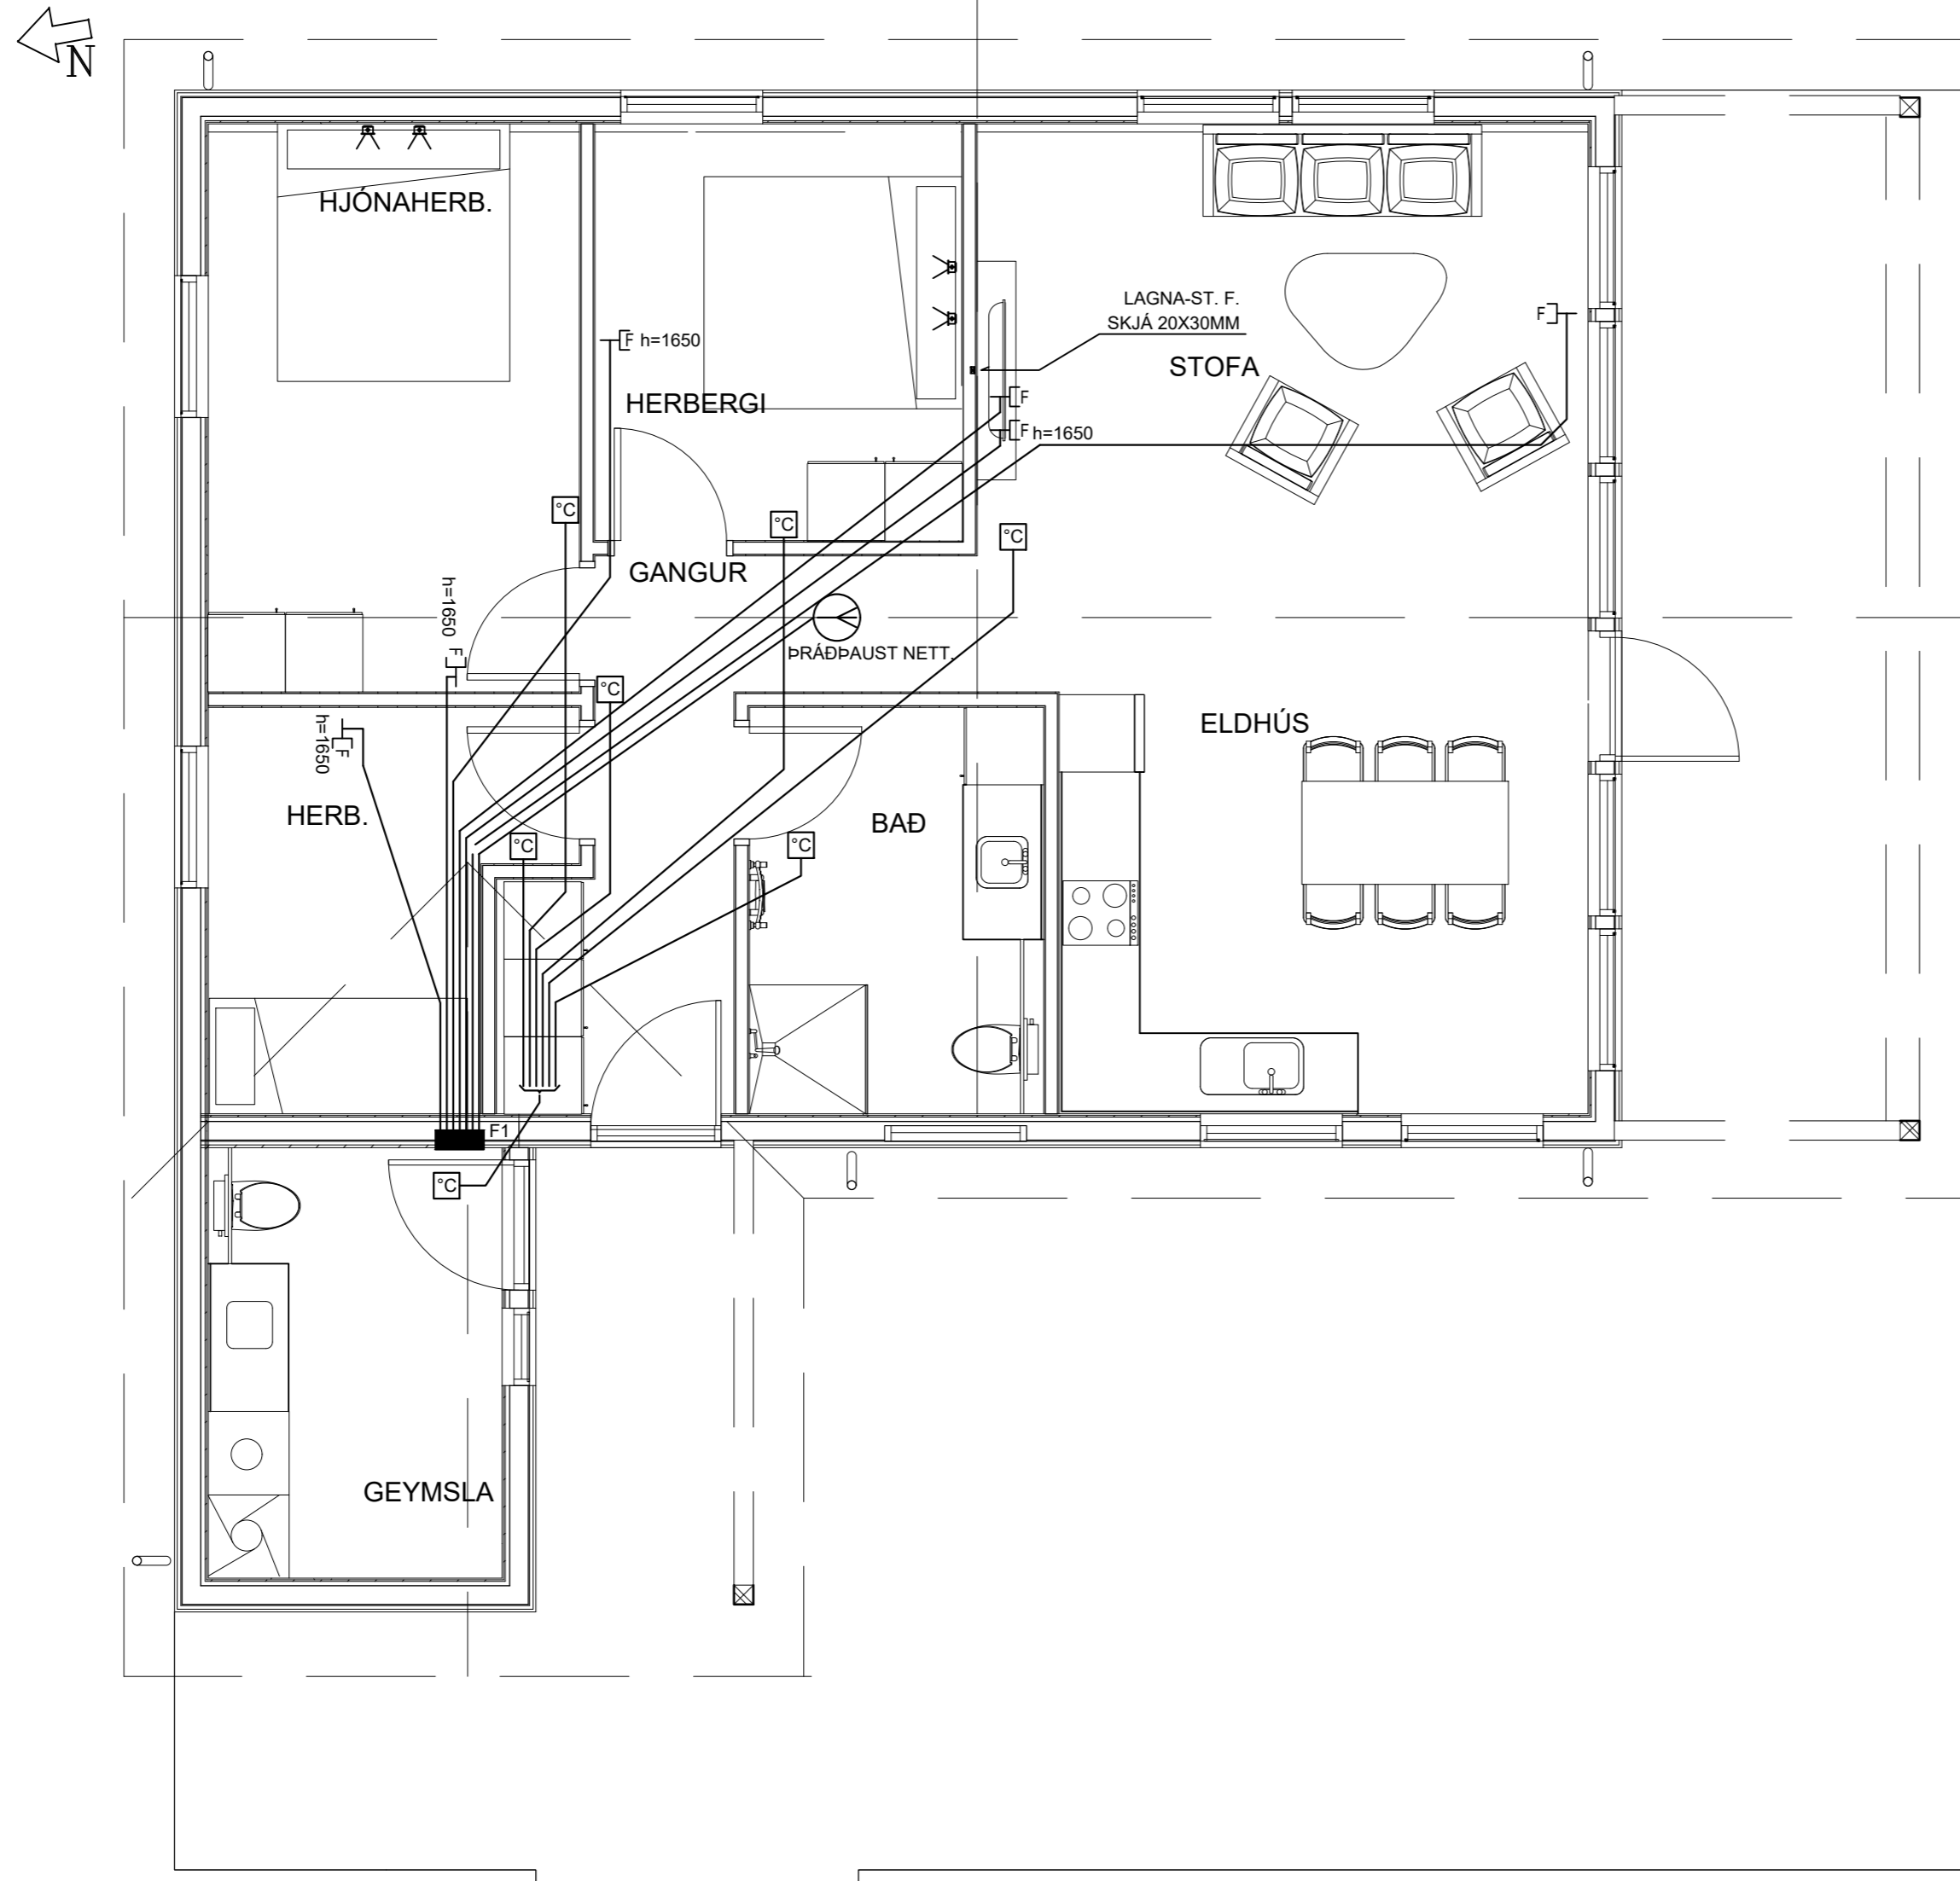 N
HJÓNAHERB.
LAGNA-ST. F.
SKJÁ 20X30MM
F
F h=1650
STOFA
HERBERGI
F
F h=1650
°C
°C
°C
GANGUR
h=1650
F
ÞRÁÐÞAUST NETT.
°C
ELDHÚS
h=1650
F
HERB.
BAÐ
°C
°C
F1
°C
GEYMSLA